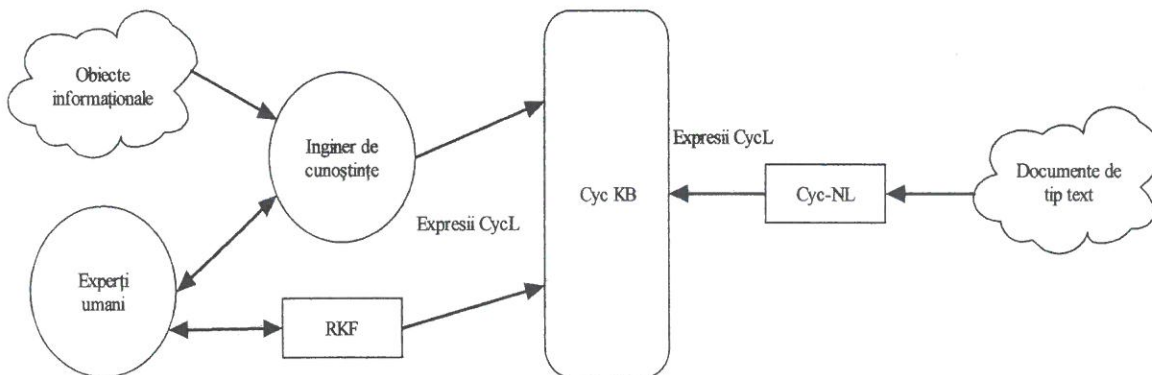 Obiecte
informaționale
Inginer de
cunoștințe
Expresii CycL
Experți
umani
RKF
Cyc KB
Expresii CycL
Cyc-NL
Documente de
tip text